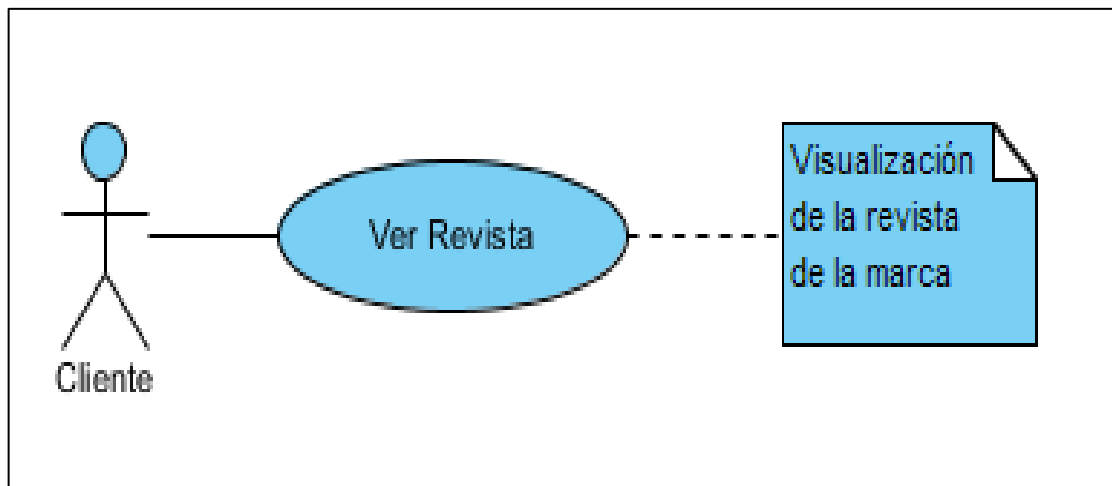 Cliente
Ver Revista
Visualización
de la revista
de la marca